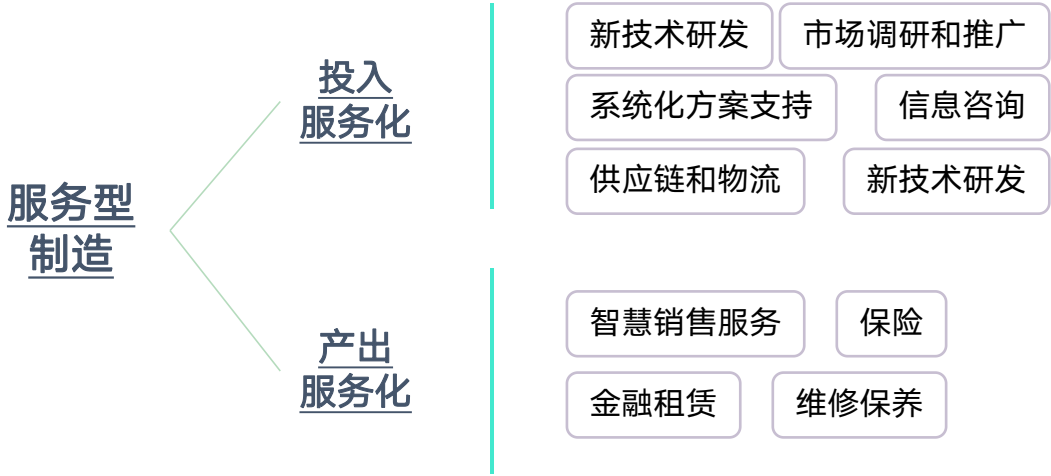 服务型
制造
投入
服务化
新技术研发
市场调研和推广
系统化方案支持
信息咨询
供应链和物流
新技术研发
产出
服务化
智慧销售服务
保险
金融租赁
维修保养